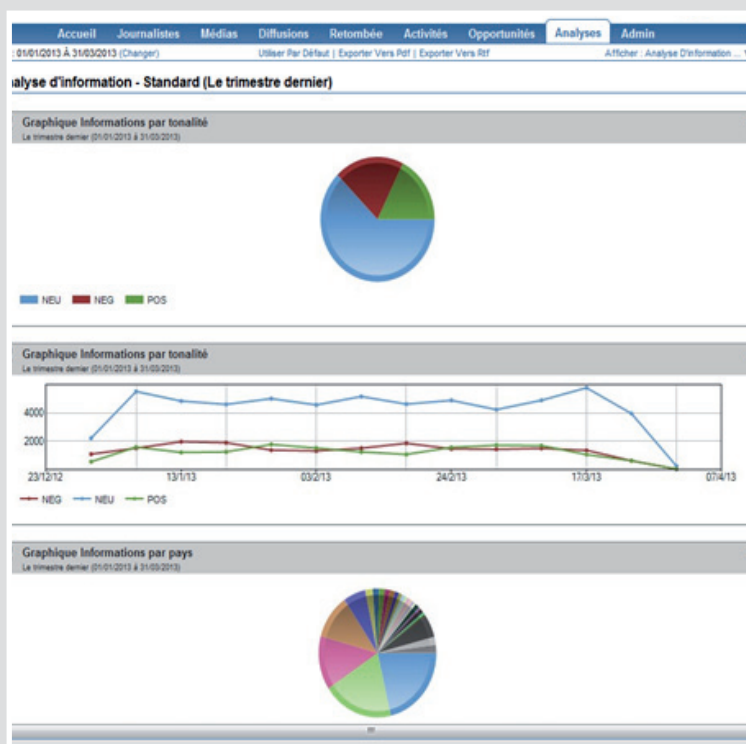 Accueil Journalistes Médias Diffusions Retombée Activités Opportunités Analyses Admin
: 01/01/2013 À 31/03/2013 (Changer) Utiliser Par Défaut | Exporter Vers Pdf | Exporter Vers Rtf Afficher : Analyse D'information ...
alyse d'information - Standard (Le trimestre dernier)
Graphique Informations par tonalité
Le trimestre dernier (01/01/2013 à 31/03/2013)
NEU NEG POS
Graphique Informations par tonalité
Le trimestre dernier (01/01/2013 à 31/03/2013)
4000
2000
23/12/12 13/1/13 03/2/13 24/2/13 17/3/13 07/4/13
NEG NEU POS
Graphique Informations par pays
Le trimestre dernier (01/01/2013 à 31/03/2013)